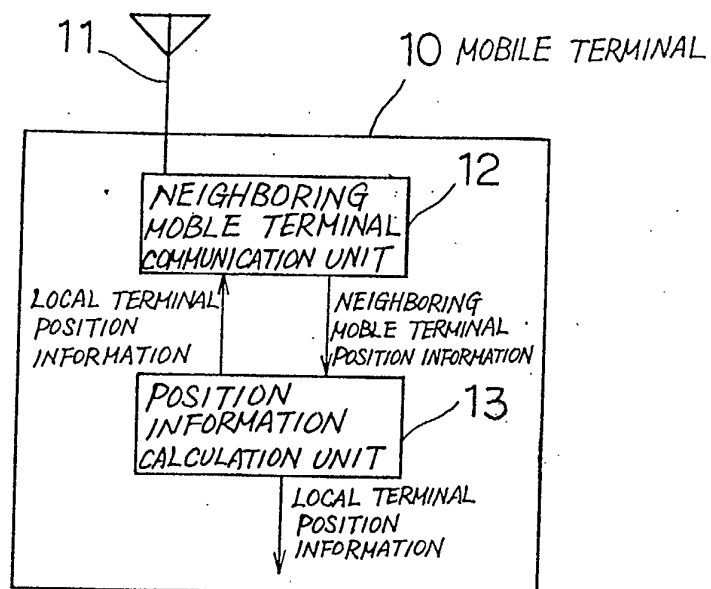 11
10 MOBILE TERMINAL
12
NEIGHBORING
MOBLE TERMINAL
COMMUNICATION UNIT
LOCAL TERMINAL
POSITION
INFORMATION
NEIGHBORING
MOBLE TERMINAL
POSITION INFORMATION
13
POSITION
INFORMATION
CALCULATION UNIT
LOCAL TERMINAL
POSITION
INFORMATION